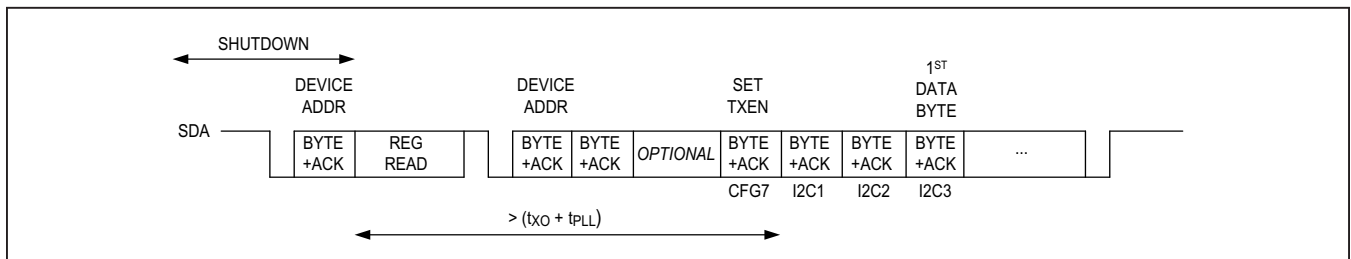 SHUTDOWN
DEVICE
ADDR
DEVICE
ADDR
SET
TXEN
1ST
DATA
BYTE
SDA
BYTE
+ACK
REG
READ
BYTE
+ACK
BYTE
+ACK
OPTIONAL
BYTE
+ACK
BYTE
+ACK
BYTE
+ACK
BYTE
+ACK
...
CFG7 I2C1 I2C2 I2C3
> (tXO + tPLL)